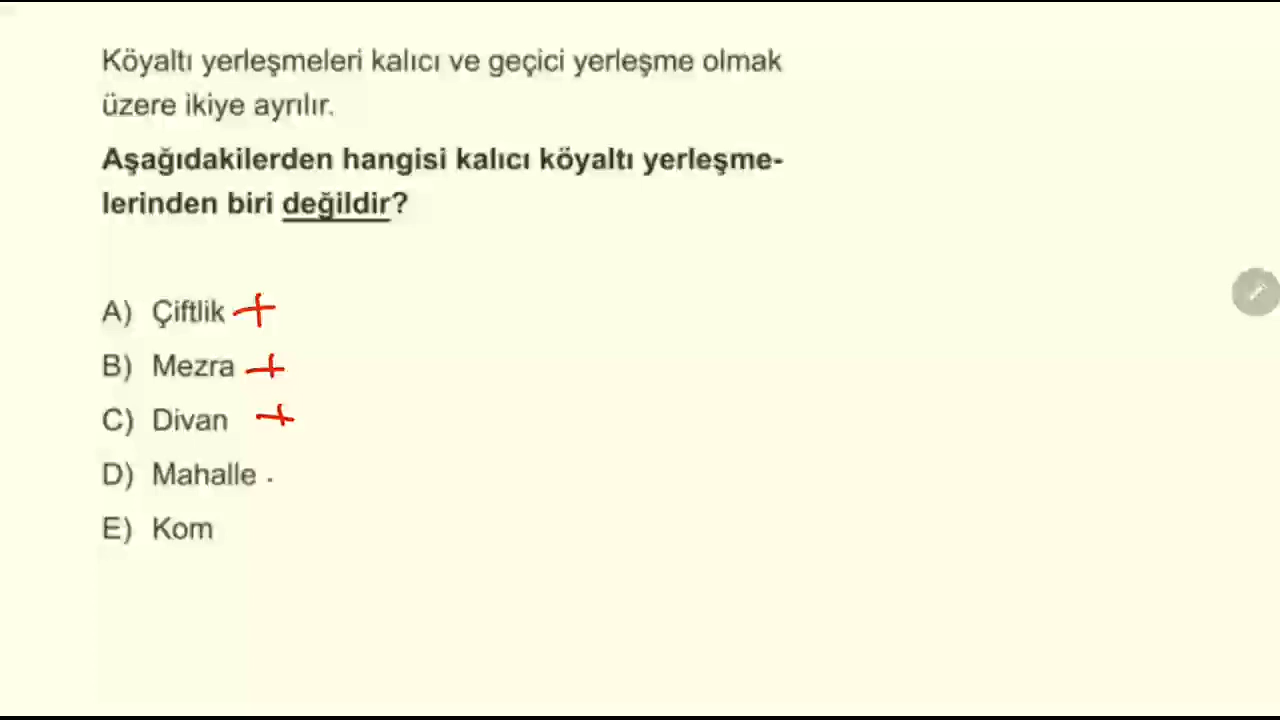 Köyaltı yerleşmeleri kalıcı ve geçici yerleşme olmak
üzere ikiye ayrılır.
Aşağıdakilerden hangisi kalıcı köyaltı yerleşme-
lerinden biri değildir?
A) Çiftlik +
B) Mezra +
C) Divan +
D) Mahalle .
E) Kom